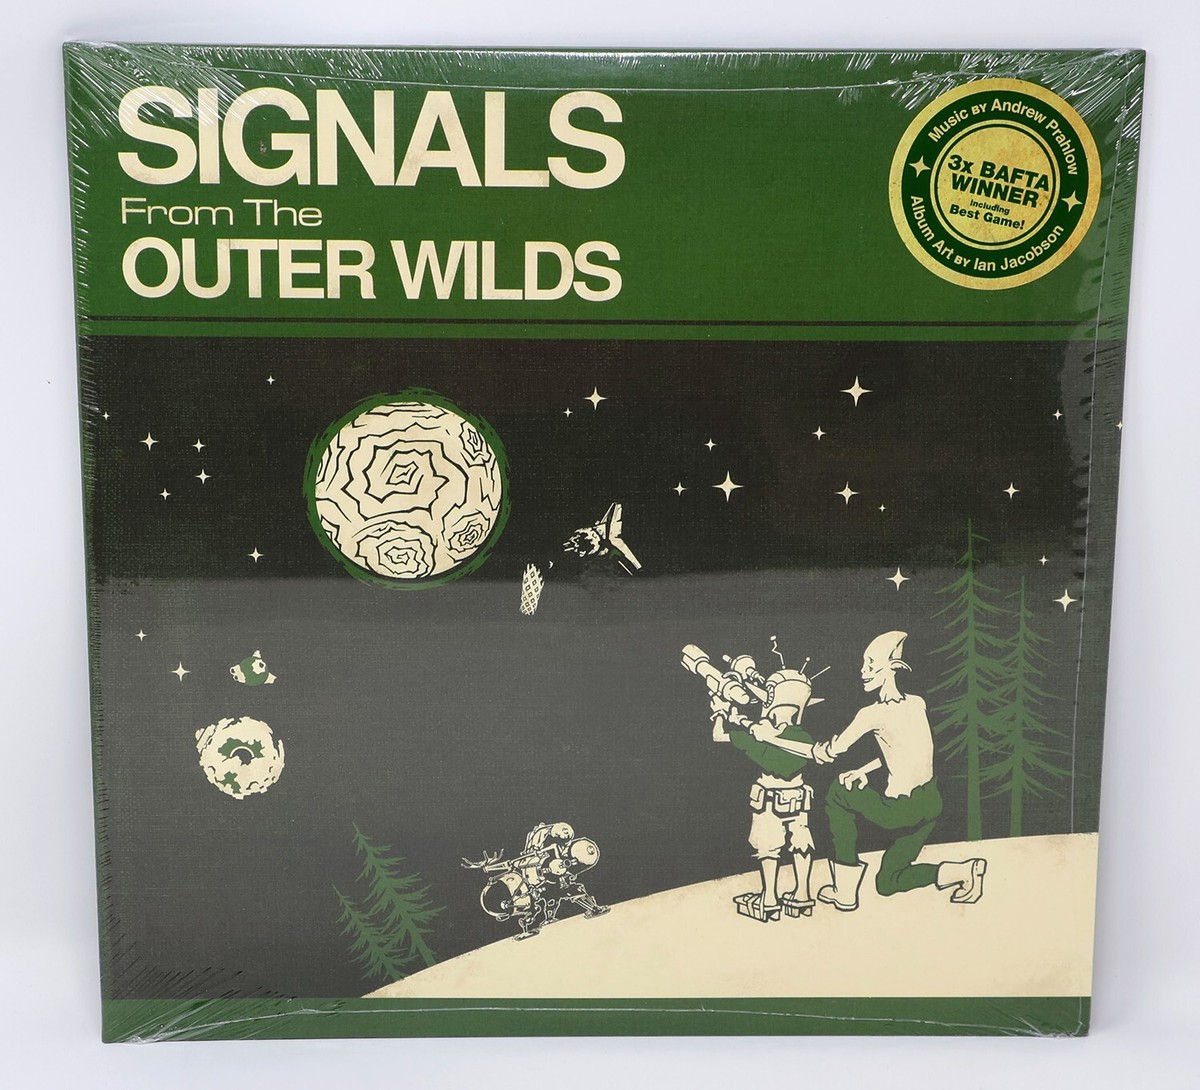 SIGNALS
From The
OUTER WILDS
Music BY Andrew Prahlow
3x BAFTA
WINNER
including
Best Game!
Album Art BY Ian Jacobson